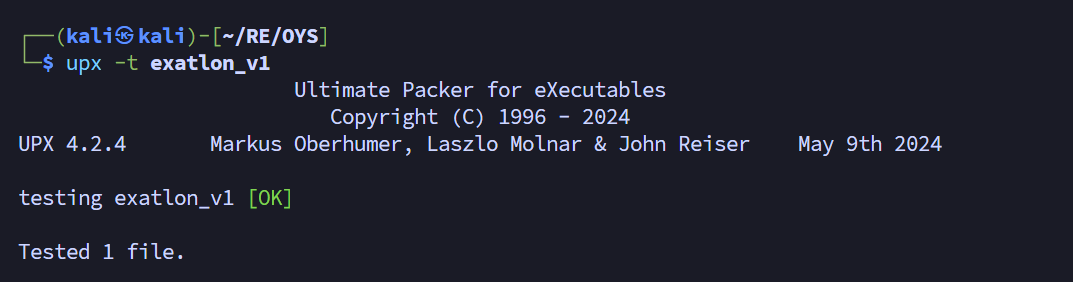 ┌──(kali㉿kali)-[~/RE/OYS]
└─$ upx -t exatlon_v1
Ultimate Packer for eXecutables
Copyright (C) 1996 - 2024
UPX 4.2.4       Markus Oberhumer, Laszlo Molnar & John Reiser    May 9th 2024
testing exatlon_v1 [OK]
Tested 1 file.